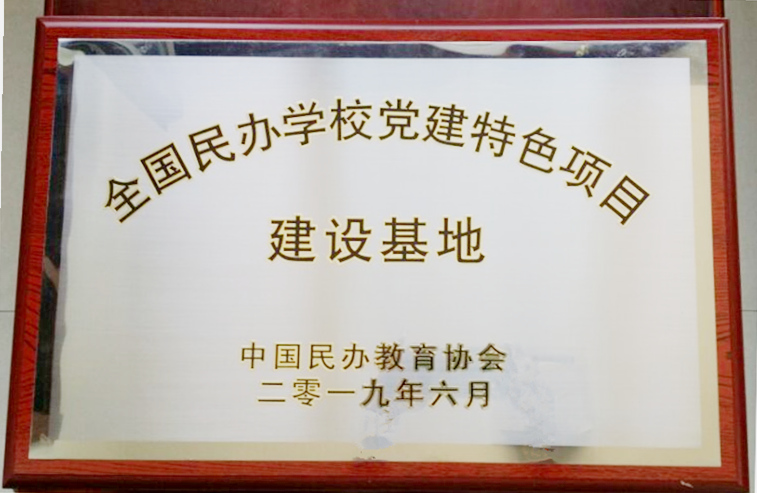 全国民办学校党建特色项目
建设基地
中国民办教育协会
二零一九年六月